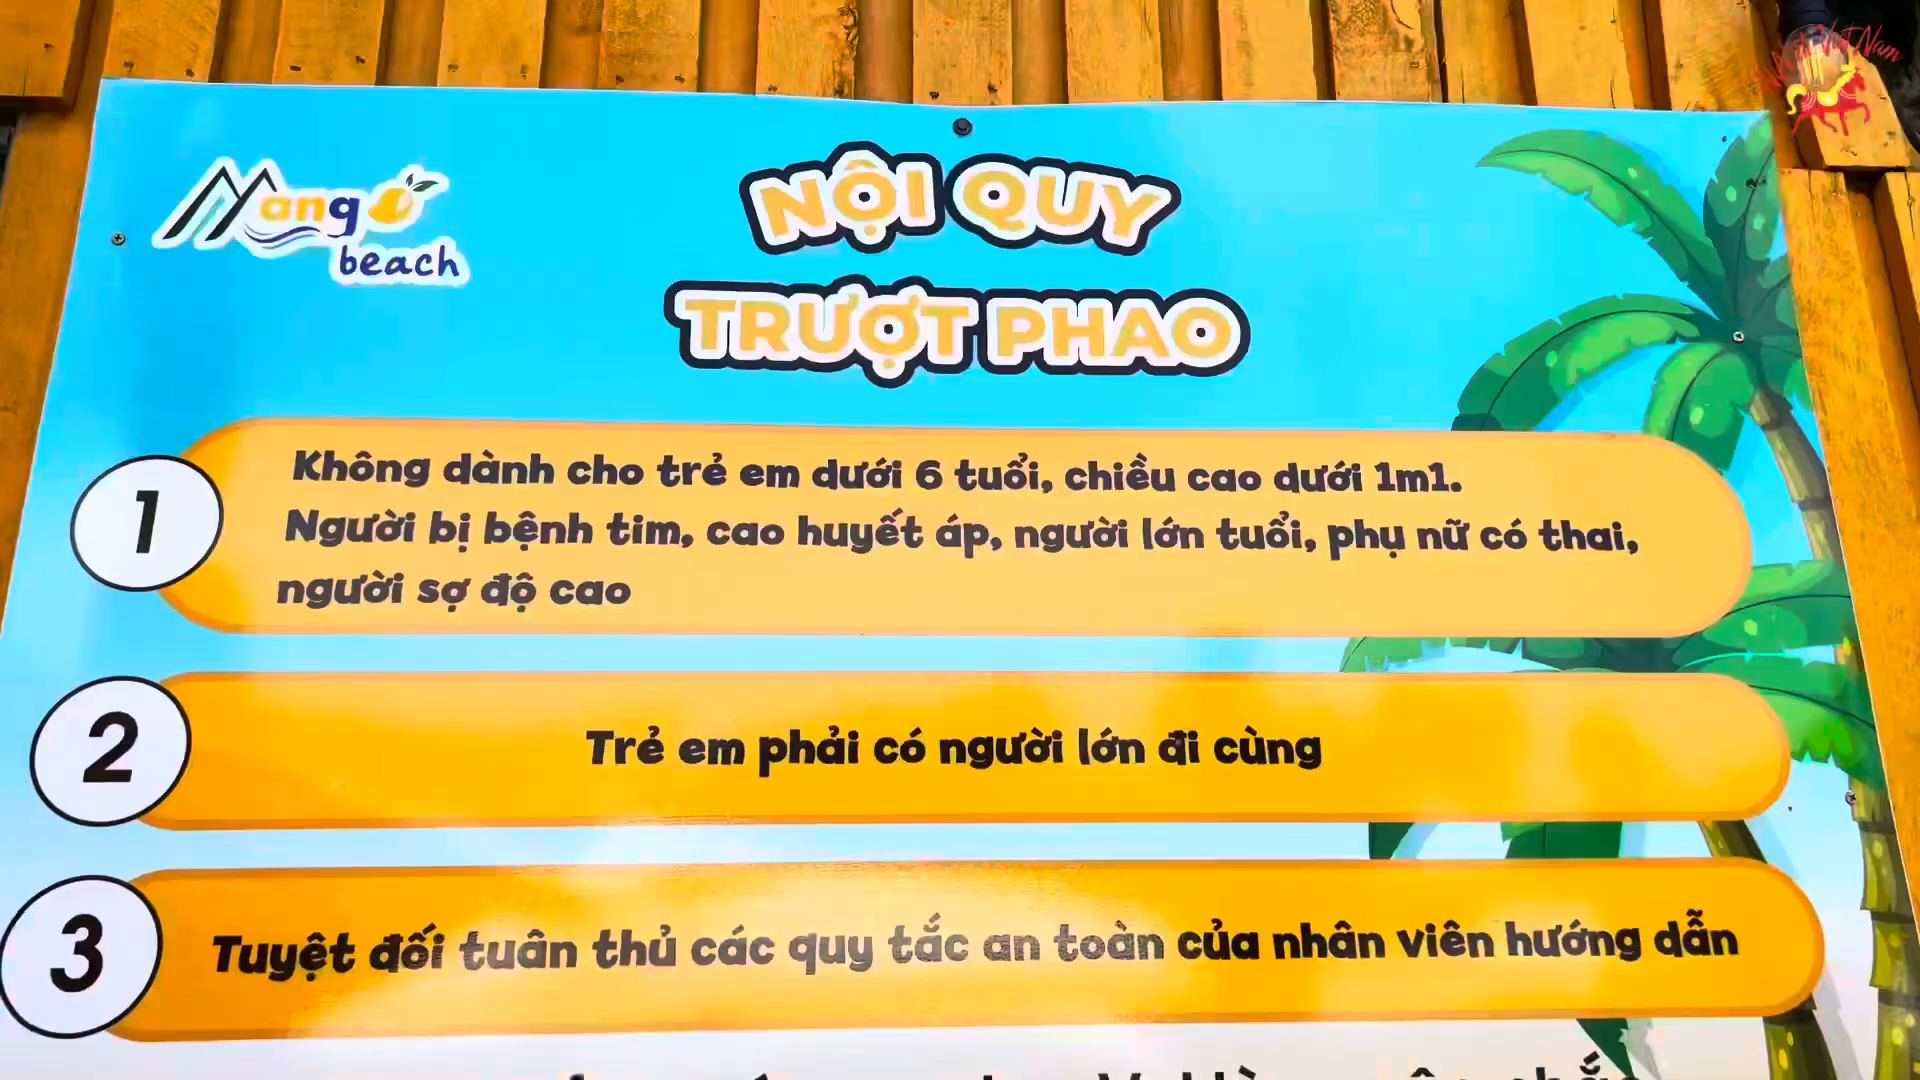 Mango
beach
NỘI QUY
TRƯỢT PHAO
1
Không dành cho trẻ em dưới 6 tuổi, chiều cao dưới 1m1.
Người bị bệnh tim, cao huyết áp, người lớn tuổi, phụ nữ có thai,
người sợ độ cao
2
Trẻ em phải có người lớn đi cùng
3
Tuyệt đối tuân thủ các quy tắc an toàn của nhân viên hướng dẫn